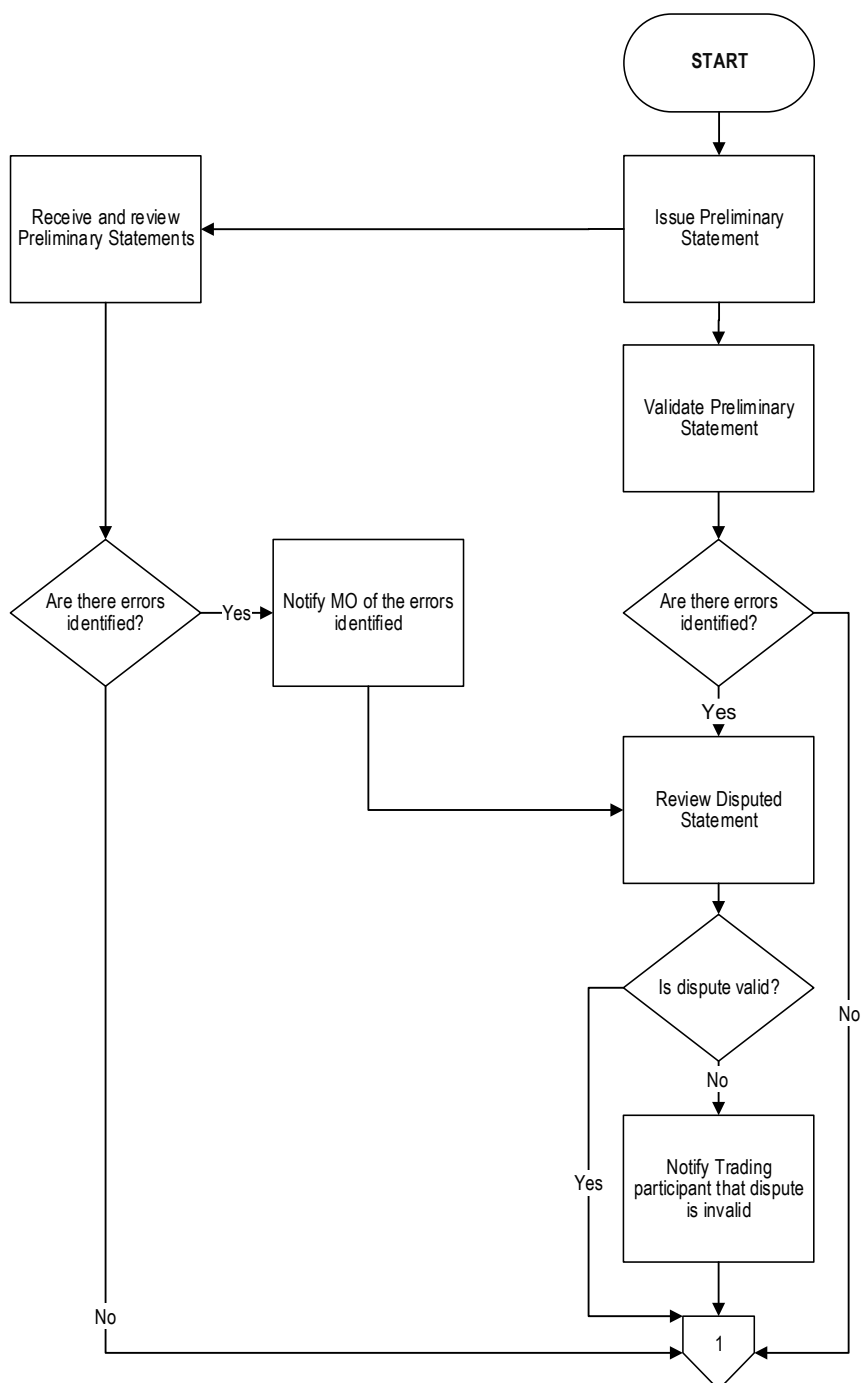 START
Receive and review
Preliminary Statements
Issue Preliminary
Statement
Validate Preliminary
Statement
Are there errors
identified?
Yes
Notify MO of the errors
identified
Are there errors
identified?
Yes
Review Disputed
Statement
Is dispute valid?
No
No
Yes
Notify Trading
participant that dispute
is invalid
No
1